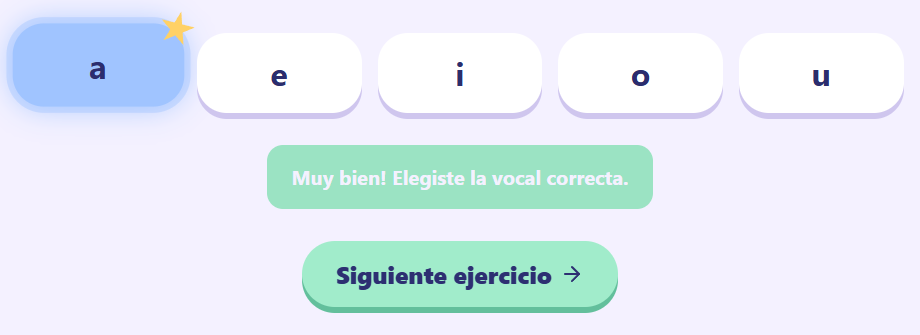 a e i o u
Muy bien! Elegiste la vocal correcta.
Siguiente ejercicio →